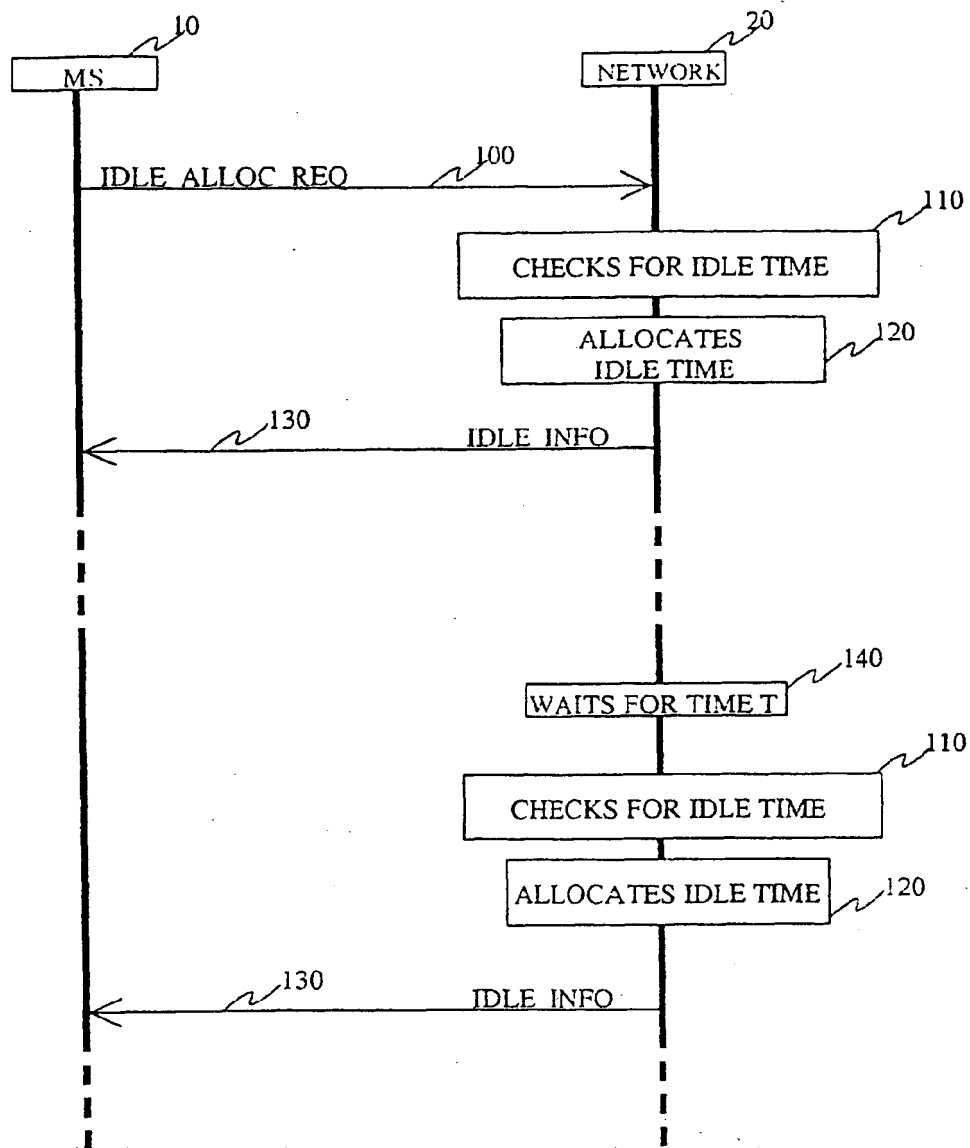 10
20
MS
NETWORK
IDLE ALLOC REQ
100
110
CHECKS FOR IDLE TIME
120
ALLOCATES
IDLE TIME
130
IDLE INFO
140
WAITS FOR TIME T
110
CHECKS FOR IDLE TIME
120
ALLOCATES IDLE TIME
130
IDLE INFO